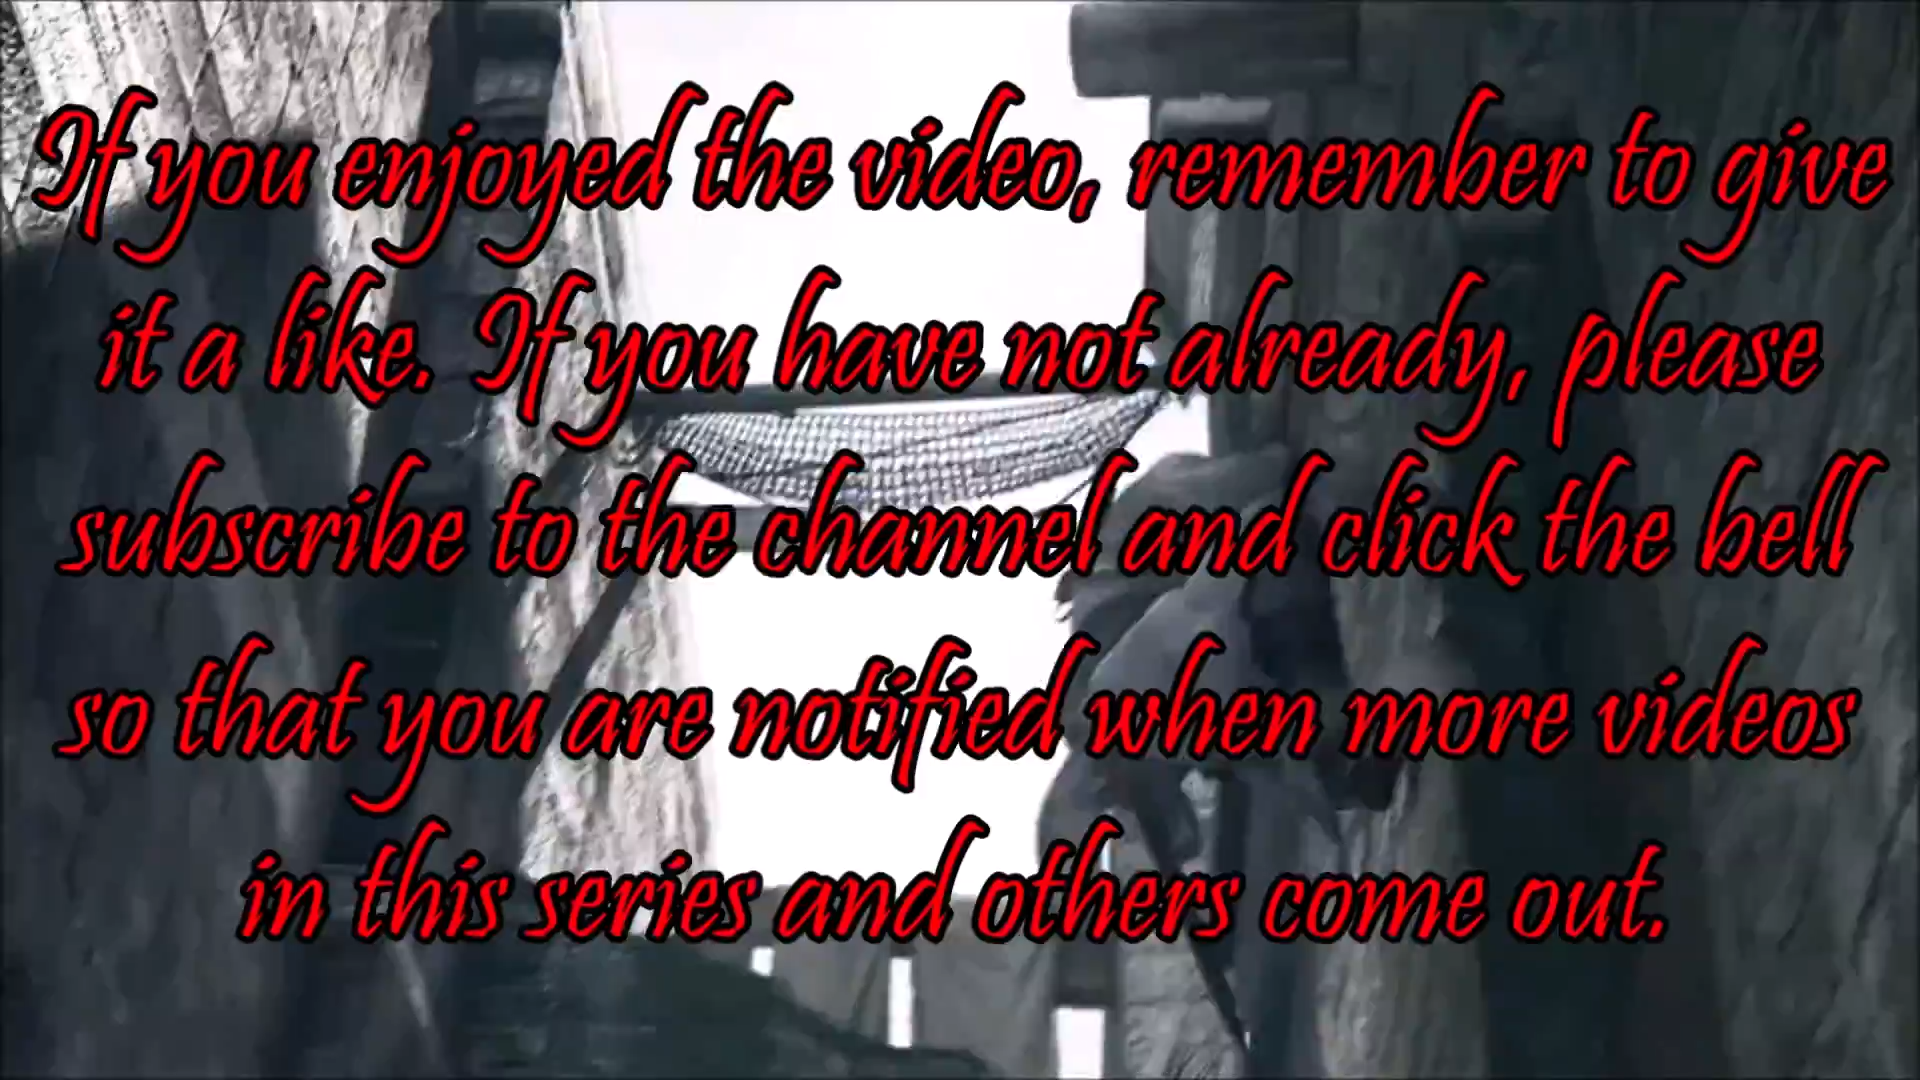 If you enjoyed the video, remember to give
it a like. If you have not already, please
subscribe to the channel and click the bell
so that you are notified when more videos
in this series and others come out.